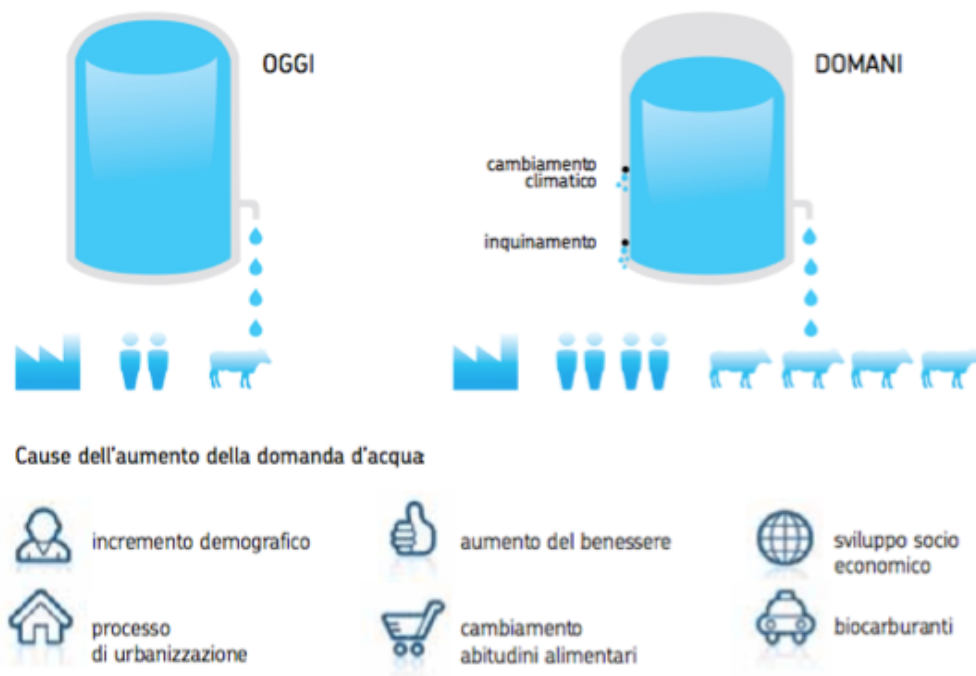 OGGI
DOMANI
cambiamento
climatico
inquinamento
Cause dell'aumento della domanda d'acqua:
incremento demografico
aumento del benessere
sviluppo socio
economico
processo
di urbanizzazione
cambiamento
abitudini alimentari
biocarburanti